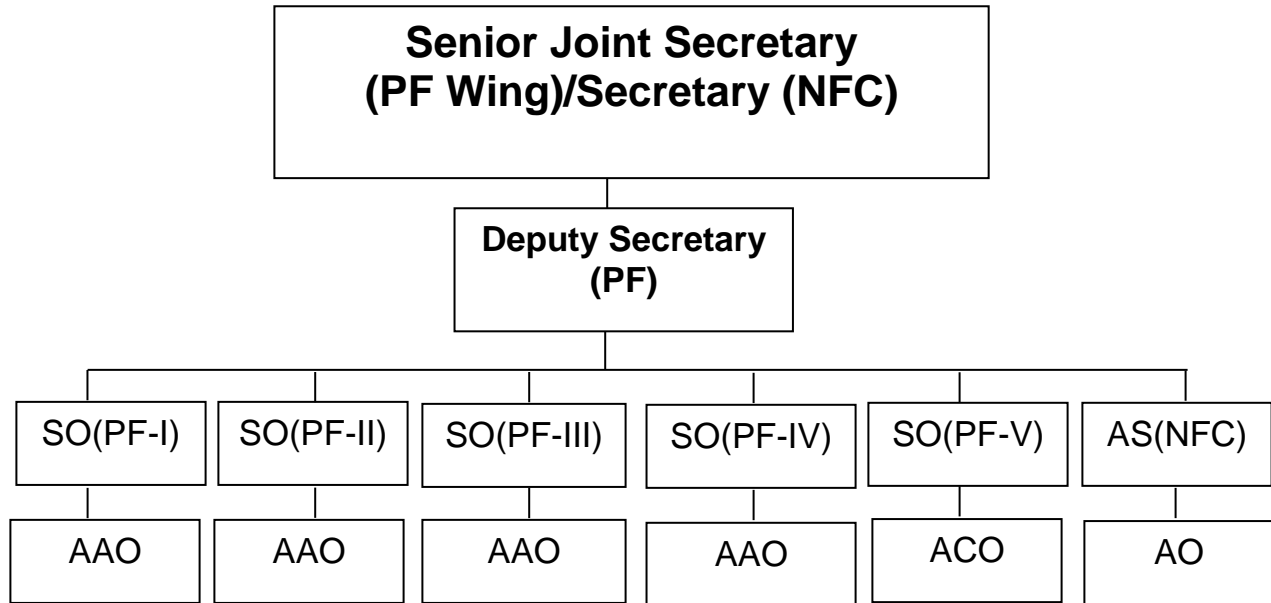 Senior Joint Secretary
(PF Wing)/Secretary (NFC)
Deputy Secretary
(PF)
SO(PF-I)
SO(PF-II)
SO(PF-III)
SO(PF-IV)
SO(PF-V)
AS(NFC)
AAO
AAO
AAO
AAO
ACO
AO